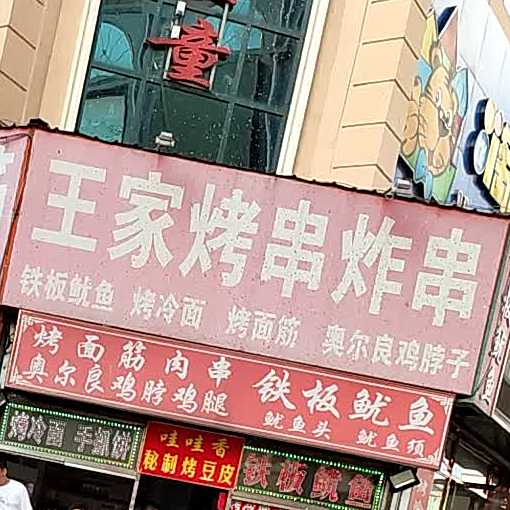 童
王家烤串炸串
铁板鱿鱼 烤冷面 烤面筋 奥尔良鸡脖子
烤面筋肉串
奥尔良鸡脖鸡腿
铁板鱿鱼
鱿鱼头 鱿鱼须
烤冷面 手抓饼
哇哇香
秘制烤豆皮
铁板鱿鱼